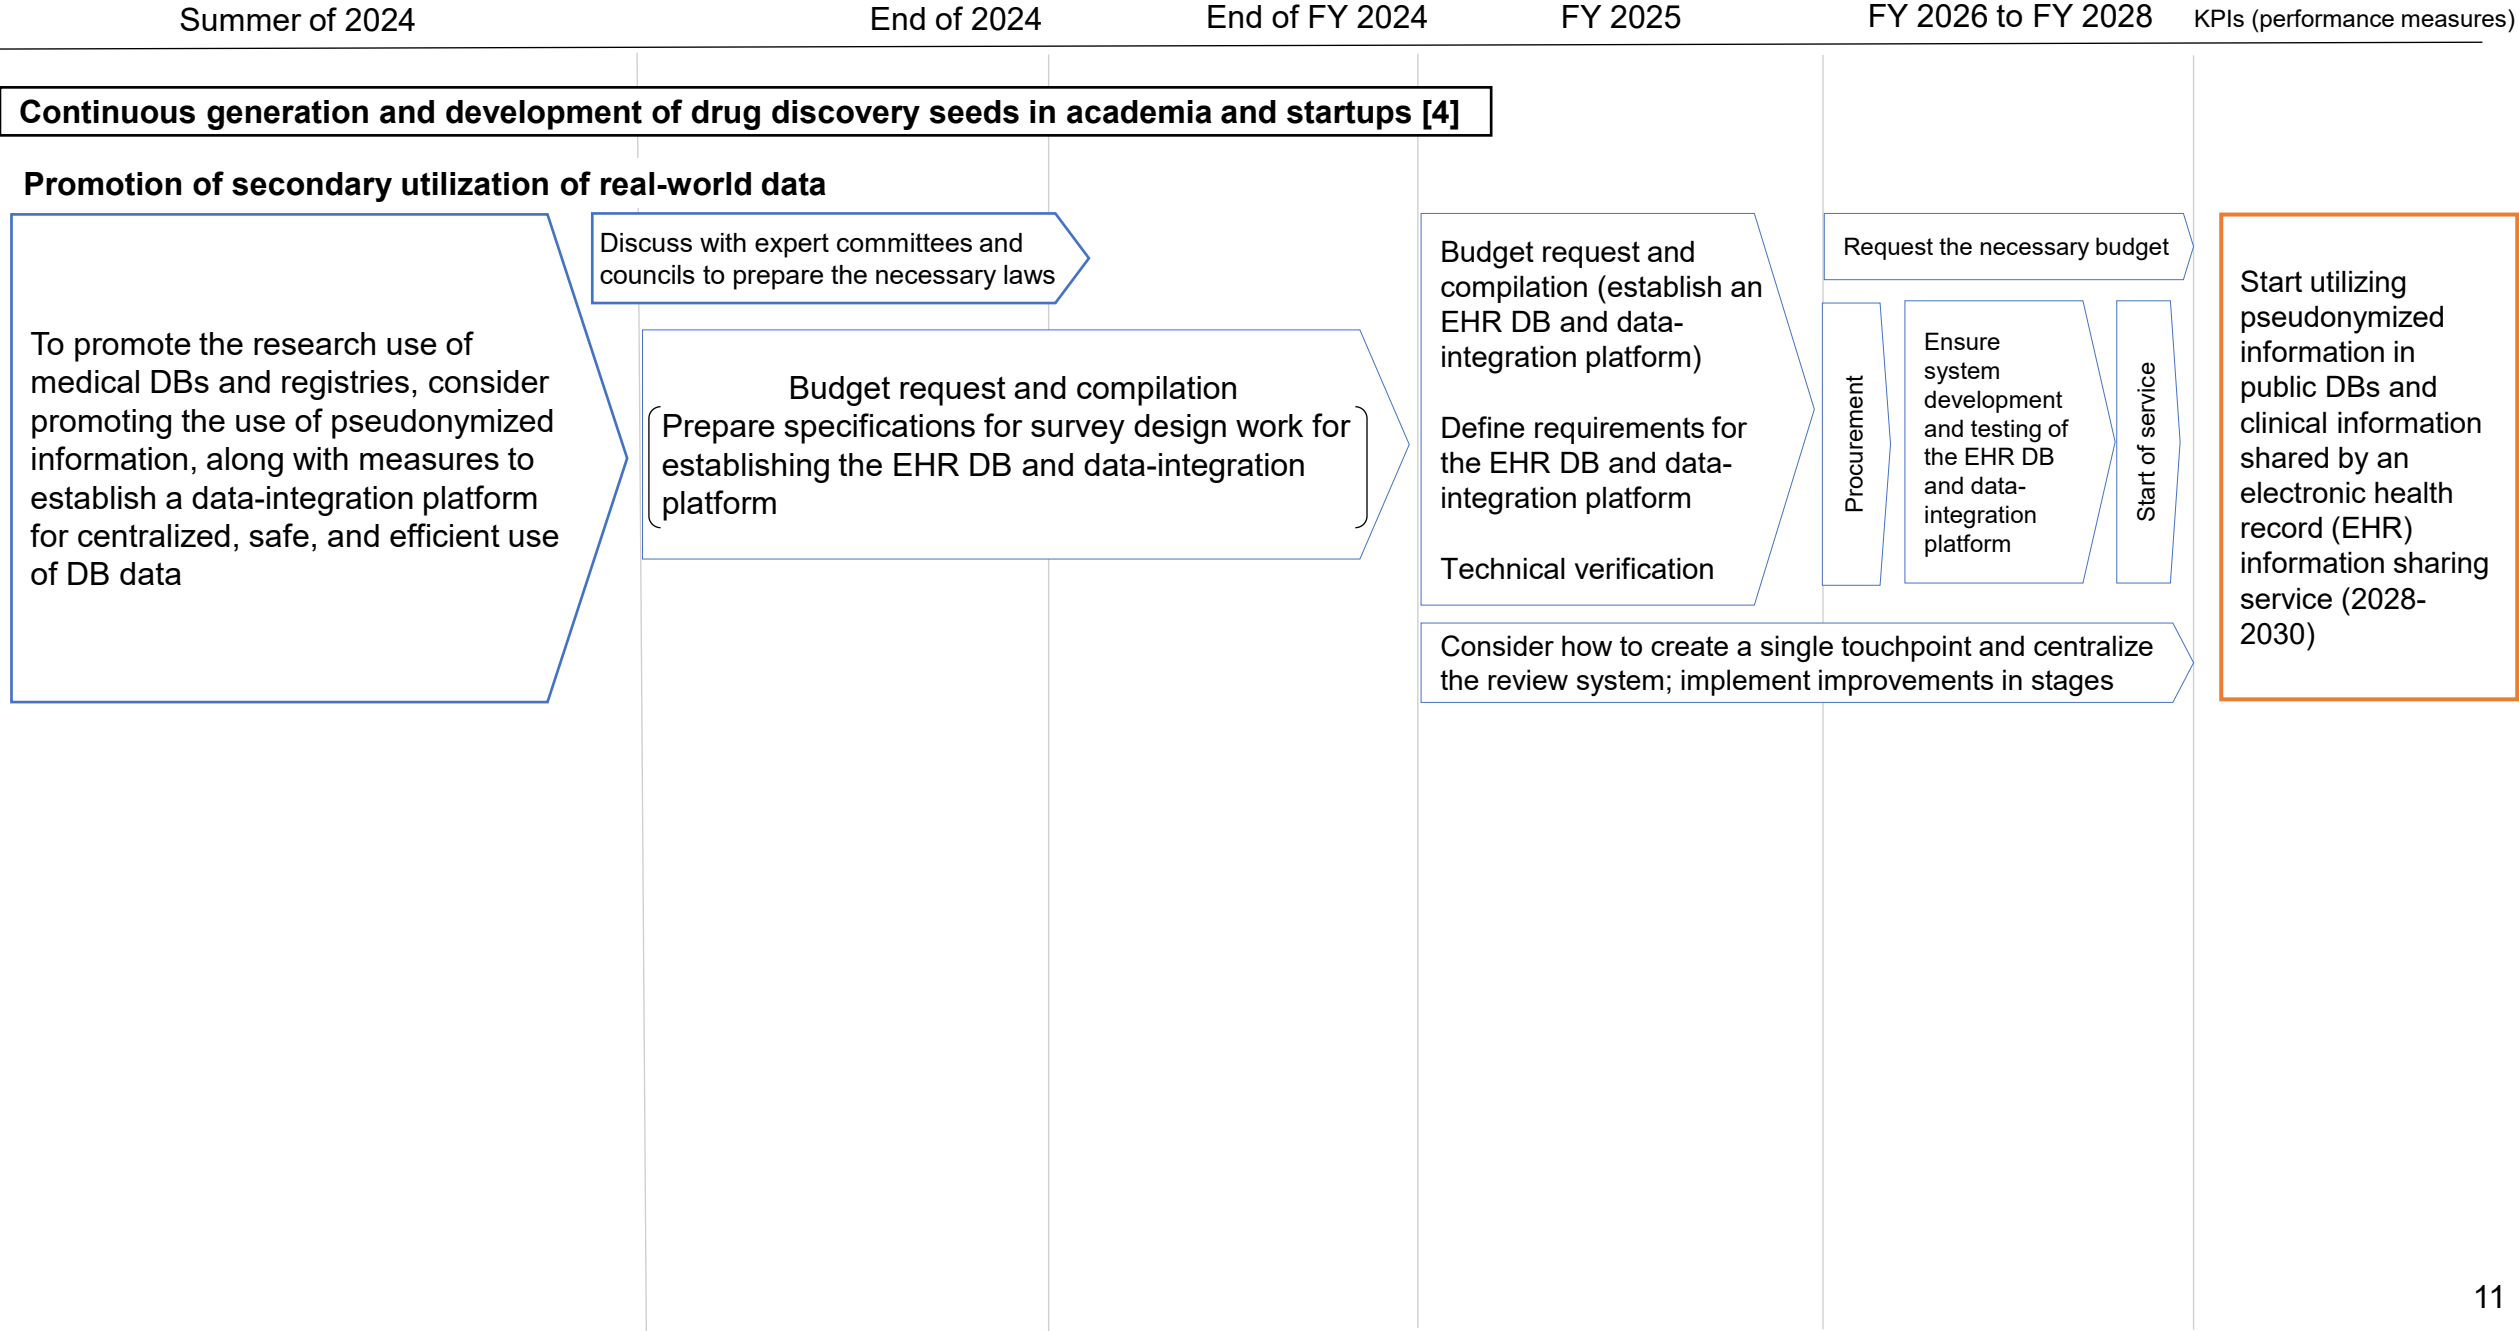 Summer of 2024
End of 2024
End of FY 2024
FY 2025
FY 2026 to FY 2028
KPIs (performance measures)
Continuous generation and development of drug discovery seeds in academia and startups [4]
Promotion of secondary utilization of real-world data
To promote the research use of
medical DBs and registries, consider
promoting the use of pseudonymized
information, along with measures to
establish a data-integration platform
for centralized, safe, and efficient use
of DB data
Discuss with expert committees and
councils to prepare the necessary laws
Budget request and compilation
Prepare specifications for survey design work for
establishing the EHR DB and data-integration
platform
Budget request and
compilation (establish an
EHR DB and data-
integration platform)
Define requirements for
the EHR DB and data-
integration platform
Technical verification
Request the necessary budget
Procurement
Ensure
system
development
and testing of
the EHR DB
and data-
integration
platform
Start of service
Consider how to create a single touchpoint and centralize
the review system; implement improvements in stages
Start utilizing
pseudonymized
information in
public DBs and
clinical information
shared by an
electronic health
record (EHR)
information sharing
service (2028-
2030)
11